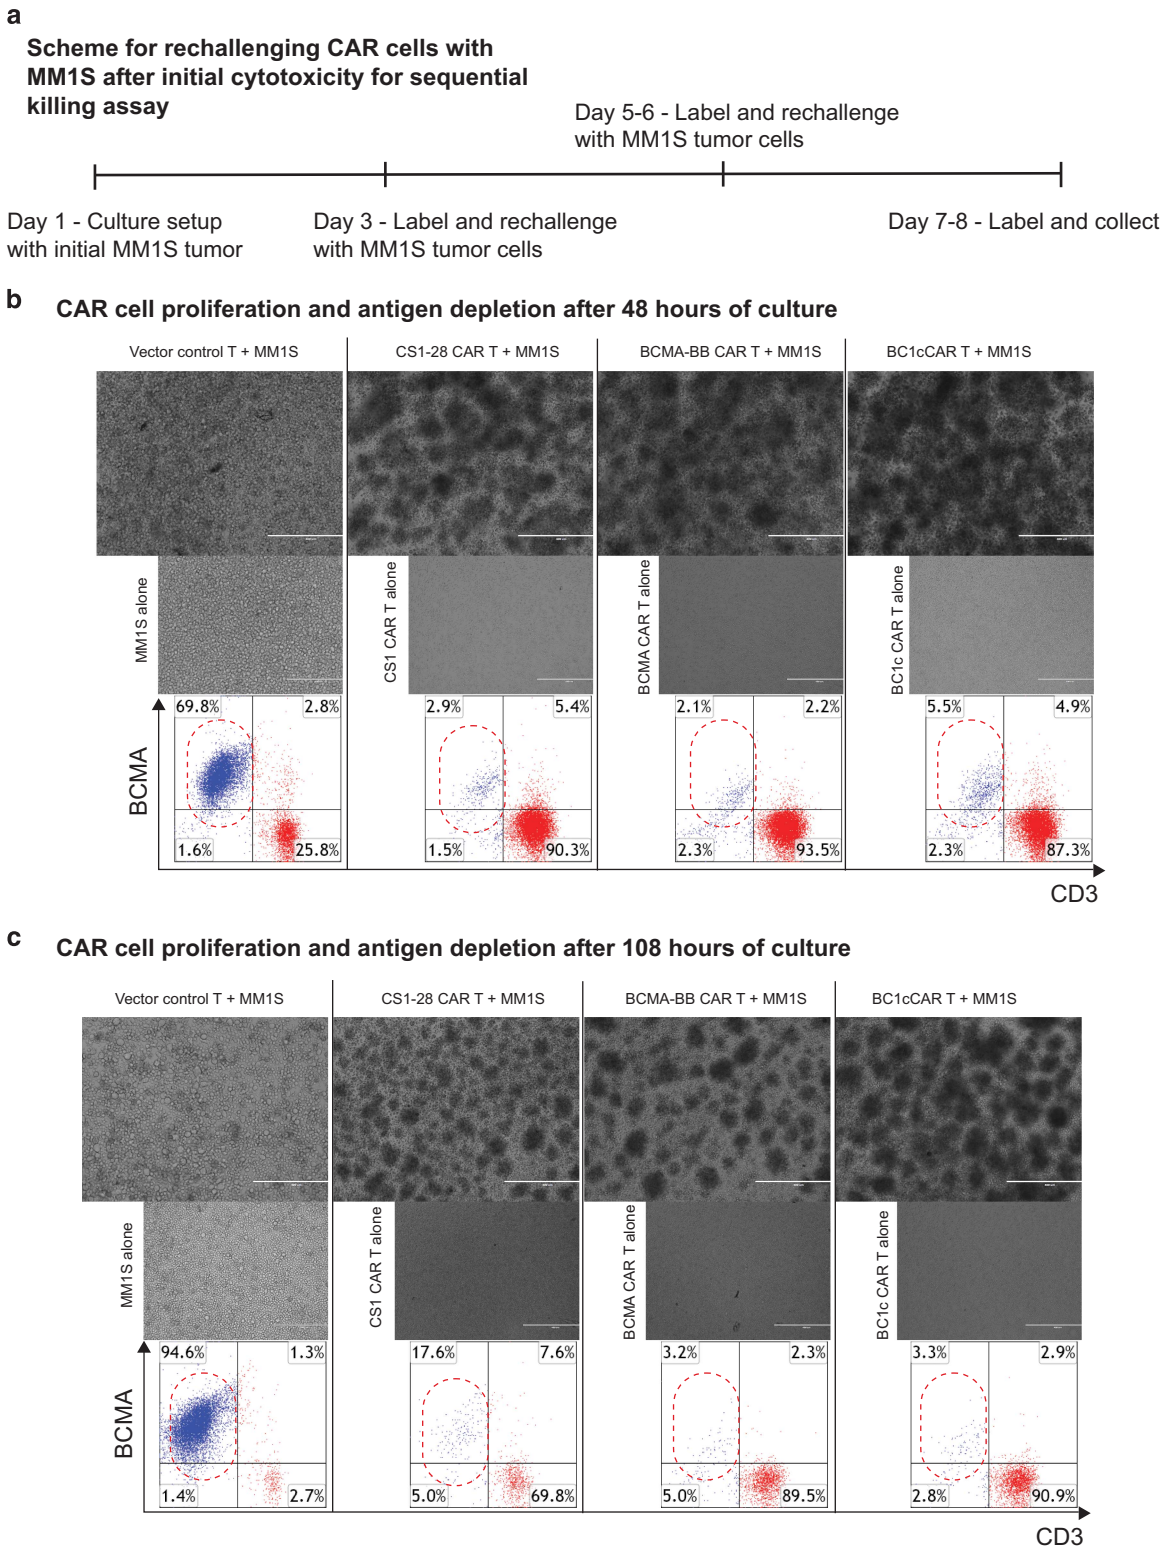 a
Scheme for rechallenging CAR cells with
MM1S after initial cytotoxicity for sequential
killing assay
Day 5-6 - Label and rechallenge
with MM1S tumor cells
Day 1 - Culture setup
with initial MM1S tumor
Day 3 - Label and rechallenge
with MM1S tumor cells
Day 7-8 - Label and collect
b
CAR cell proliferation and antigen depletion after 48 hours of culture
Vector control T + MM1S
CS1-28 CAR T + MM1S
BCMA-BB CAR T + MM1S
BC1cCAR T + MM1S
MM1S alone
CS1 CAR T alone
BCMA CAR T alone
BC1c CAR T alone
BCMA
69.8%
2.8%
1.6%
25.8%
2.9%
5.4%
1.5%
90.3%
2.1%
2.2%
2.3%
93.5%
5.5%
4.9%
2.3%
87.3%
CD3
c
CAR cell proliferation and antigen depletion after 108 hours of culture
Vector control T + MM1S
CS1-28 CAR T + MM1S
BCMA-BB CAR T + MM1S
BC1cCAR T + MM1S
MM1S alone
CS1 CAR T alone
BCMA CAR T alone
BC1c CAR T alone
BCMA
94.6%
1.3%
1.4%
2.7%
17.6%
7.6%
5.0%
69.8%
3.2%
2.3%
5.0%
89.5%
3.3%
2.9%
2.8%
90.9%
CD3